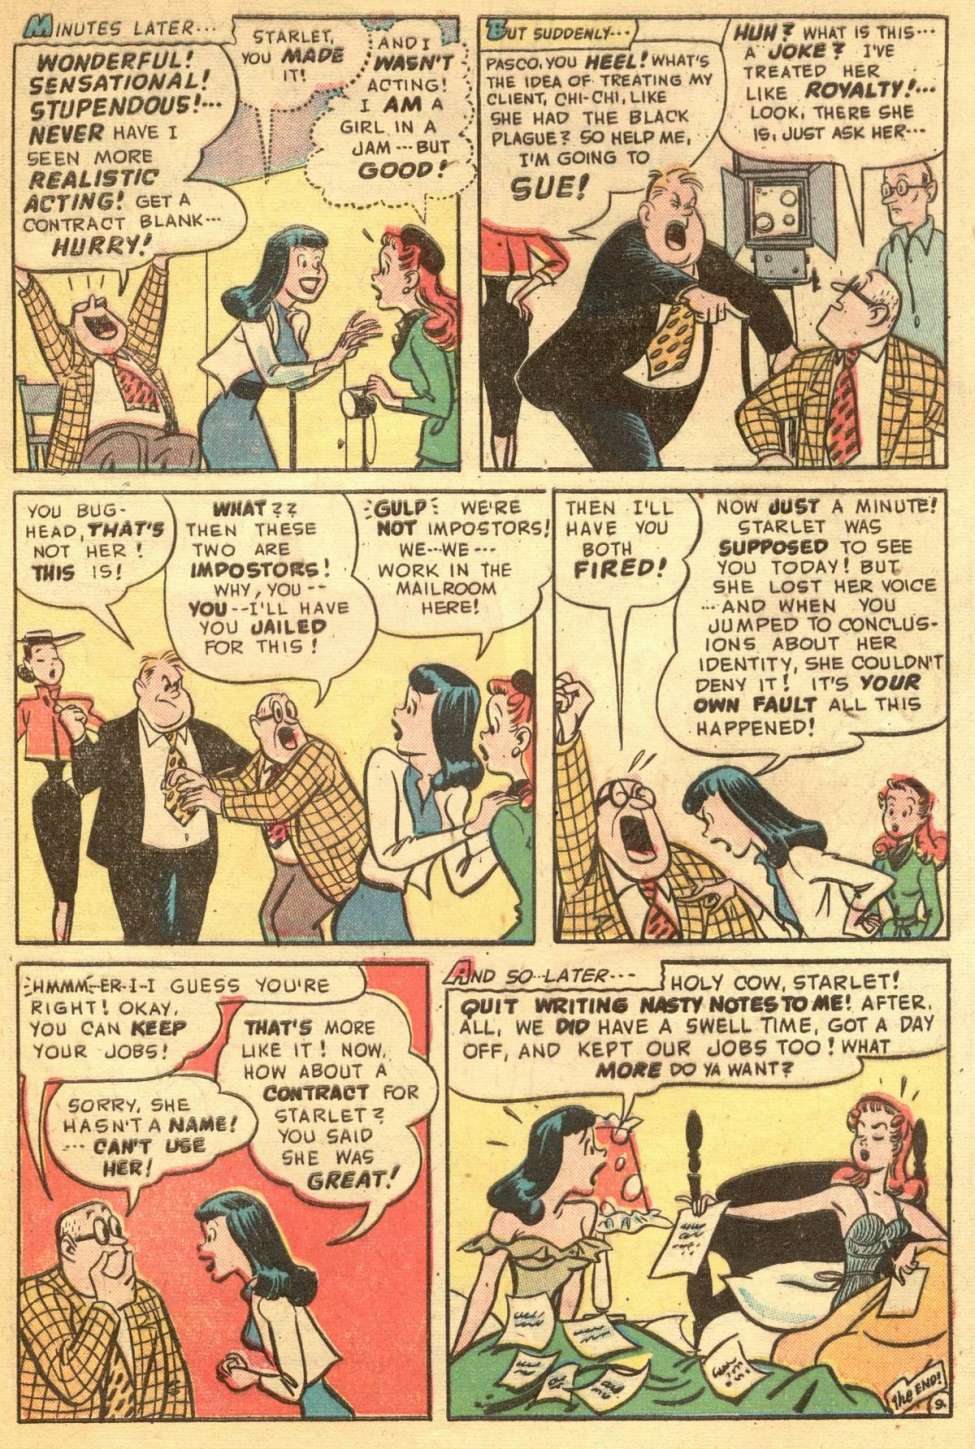 MINUTES LATER---
WONDERFUL!
SENSATIONAL!
STUPENDOUS!---
NEVER HAVE I
SEEN MORE
REALISTIC
ACTING! GET A
CONTRACT BLANK---
HURRY!
STARLET,
YOU MADE
IT!
AND I
WASN'T
ACTING!
I AM A
GIRL IN A
JAM---BUT
GOOD!
BUT SUDDENLY---
PASCO, YOU HEEL! WHAT'S
THE IDEA OF TREATING MY
CLIENT, CHI-CHI, LIKE
SHE HAD THE BLACK
PLAGUE? SO HELP ME,
I'M GOING TO
SUE!
HUH? WHAT IS THIS---
A JOKE? I'VE
TREATED HER
LIKE ROYALTY!---
LOOK, THERE SHE
IS, JUST ASK HER---
YOU BUG-
HEAD, THAT'S
NOT HER!
THIS IS!
WHAT??
THEN THESE
TWO ARE
IMPOSTORS!
WHY, YOU--
YOU--I'LL HAVE
YOU JAILED
FOR THIS!
GULP! WE'RE
NOT IMPOSTORS!
WE---WE---
WORK IN THE
MAILROOM
HERE!
THEN I'LL
HAVE YOU
BOTH
FIRED!
NOW JUST A MINUTE!
STARLET WAS
SUPPOSED TO SEE
YOU TODAY! BUT
SHE LOST HER VOICE
---AND WHEN YOU
JUMPED TO CONCLUS-
IONS ABOUT HER
IDENTITY, SHE COULDN'T
DENY IT! IT'S YOUR
OWN FAULT ALL THIS
HAPPENED!
HMMM-ER-I-I GUESS YOU'RE
RIGHT! OKAY,
YOU CAN KEEP
YOUR JOBS!
THAT'S MORE
LIKE IT! NOW,
HOW ABOUT A
CONTRACT FOR
STARLET?
YOU SAID
SHE WAS
GREAT!
SORRY, SHE
HASN'T A NAME!
--- CAN'T USE
HER!
AND SO--LATER---
HOLY COW, STARLET!
QUIT WRITING NASTY NOTES TO ME! AFTER
ALL, WE DID HAVE A SWELL TIME, GOT A DAY
OFF, AND KEPT OUR JOBS TOO! WHAT
MORE DO YA WANT?
the END!
9